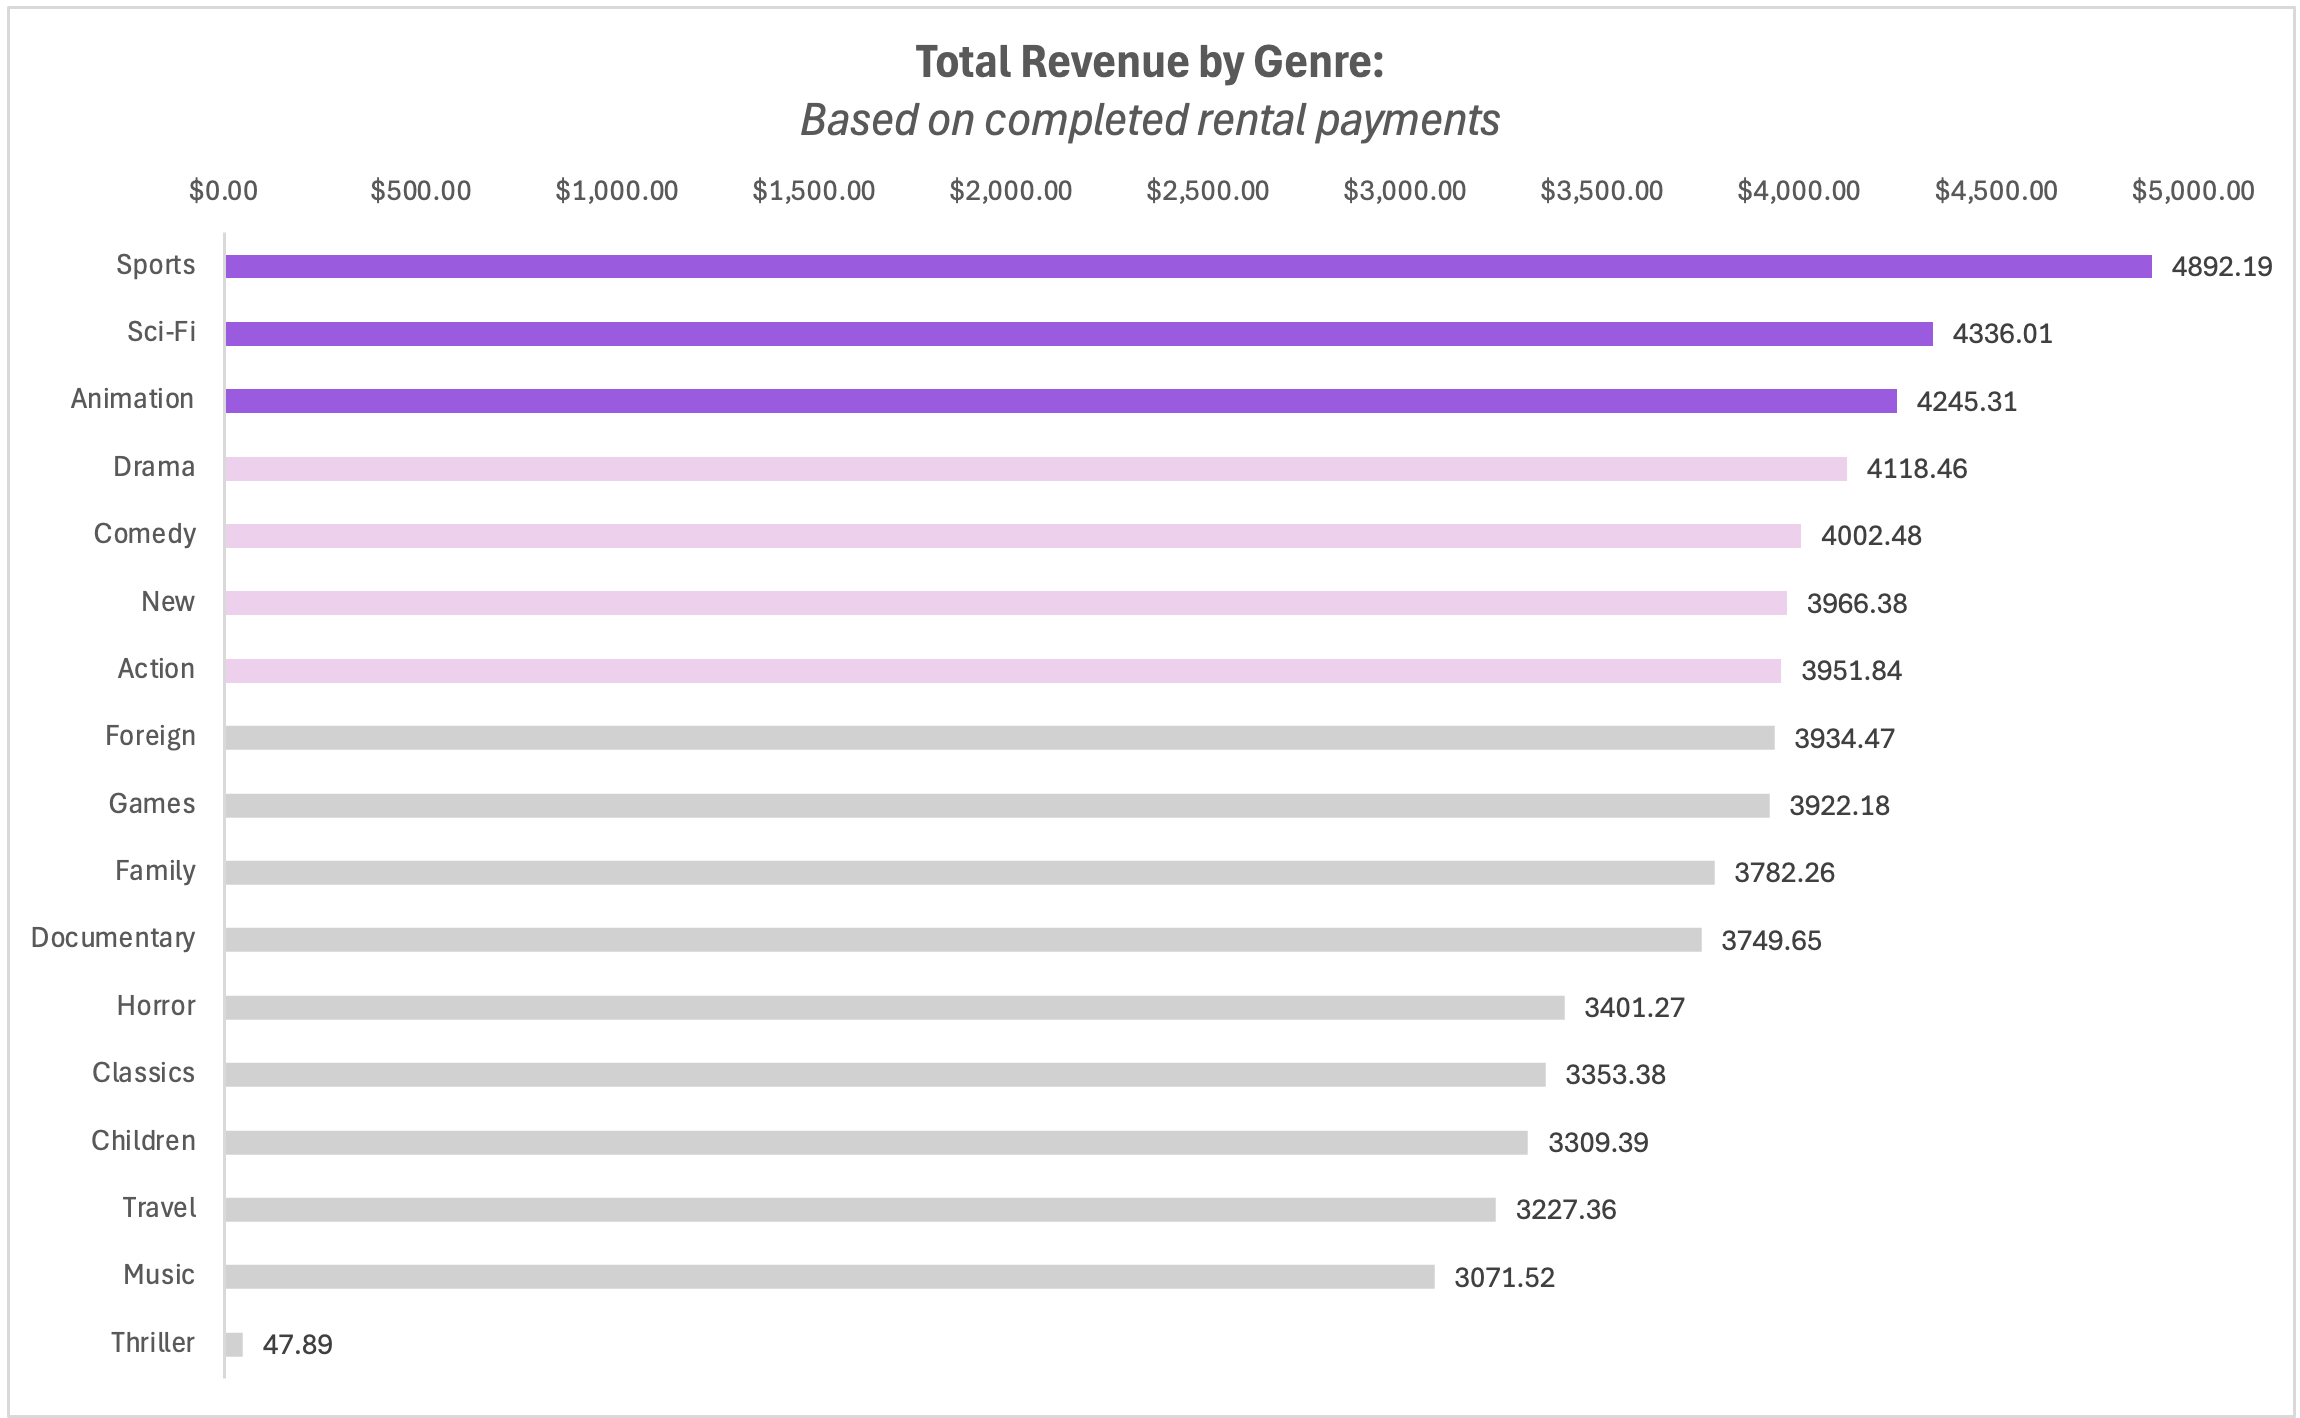 Total Revenue by Genre:
Based on completed rental payments
$0.00 $500.00 $1,000.00 $1,500.00 $2,000.00 $2,500.00 $3,000.00 $3,500.00 $4,000.00 $4,500.00 $5,000.00
Sports 4892.19
Sci-Fi 4336.01
Animation 4245.31
Drama 4118.46
Comedy 4002.48
New 3966.38
Action 3951.84
Foreign 3934.47
Games 3922.18
Family 3782.26
Documentary 3749.65
Horror 3401.27
Classics 3353.38
Children 3309.39
Travel 3227.36
Music 3071.52
Thriller 47.89